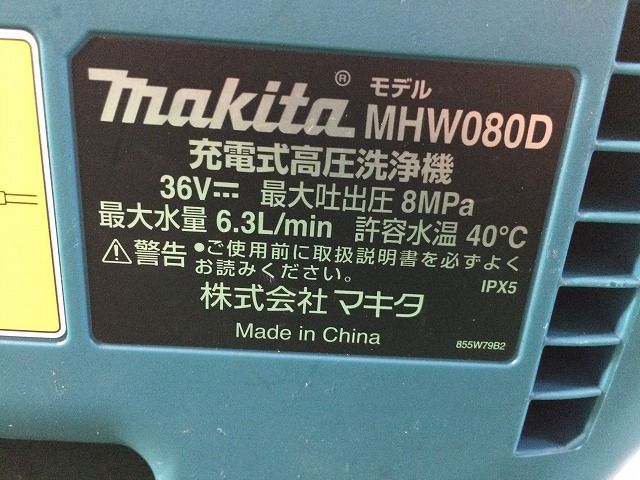 makita® モデル MHW080D
充電式高圧洗浄機
36V⎓ 最大吐出圧 8MPa
最大水量 6.3L/min 許容水温 40℃
⚠警告 ●ご使用前に取扱説明書を必ずよく
お読みください。
IPX5
株式会社 マキタ
Made in China
855W79B2